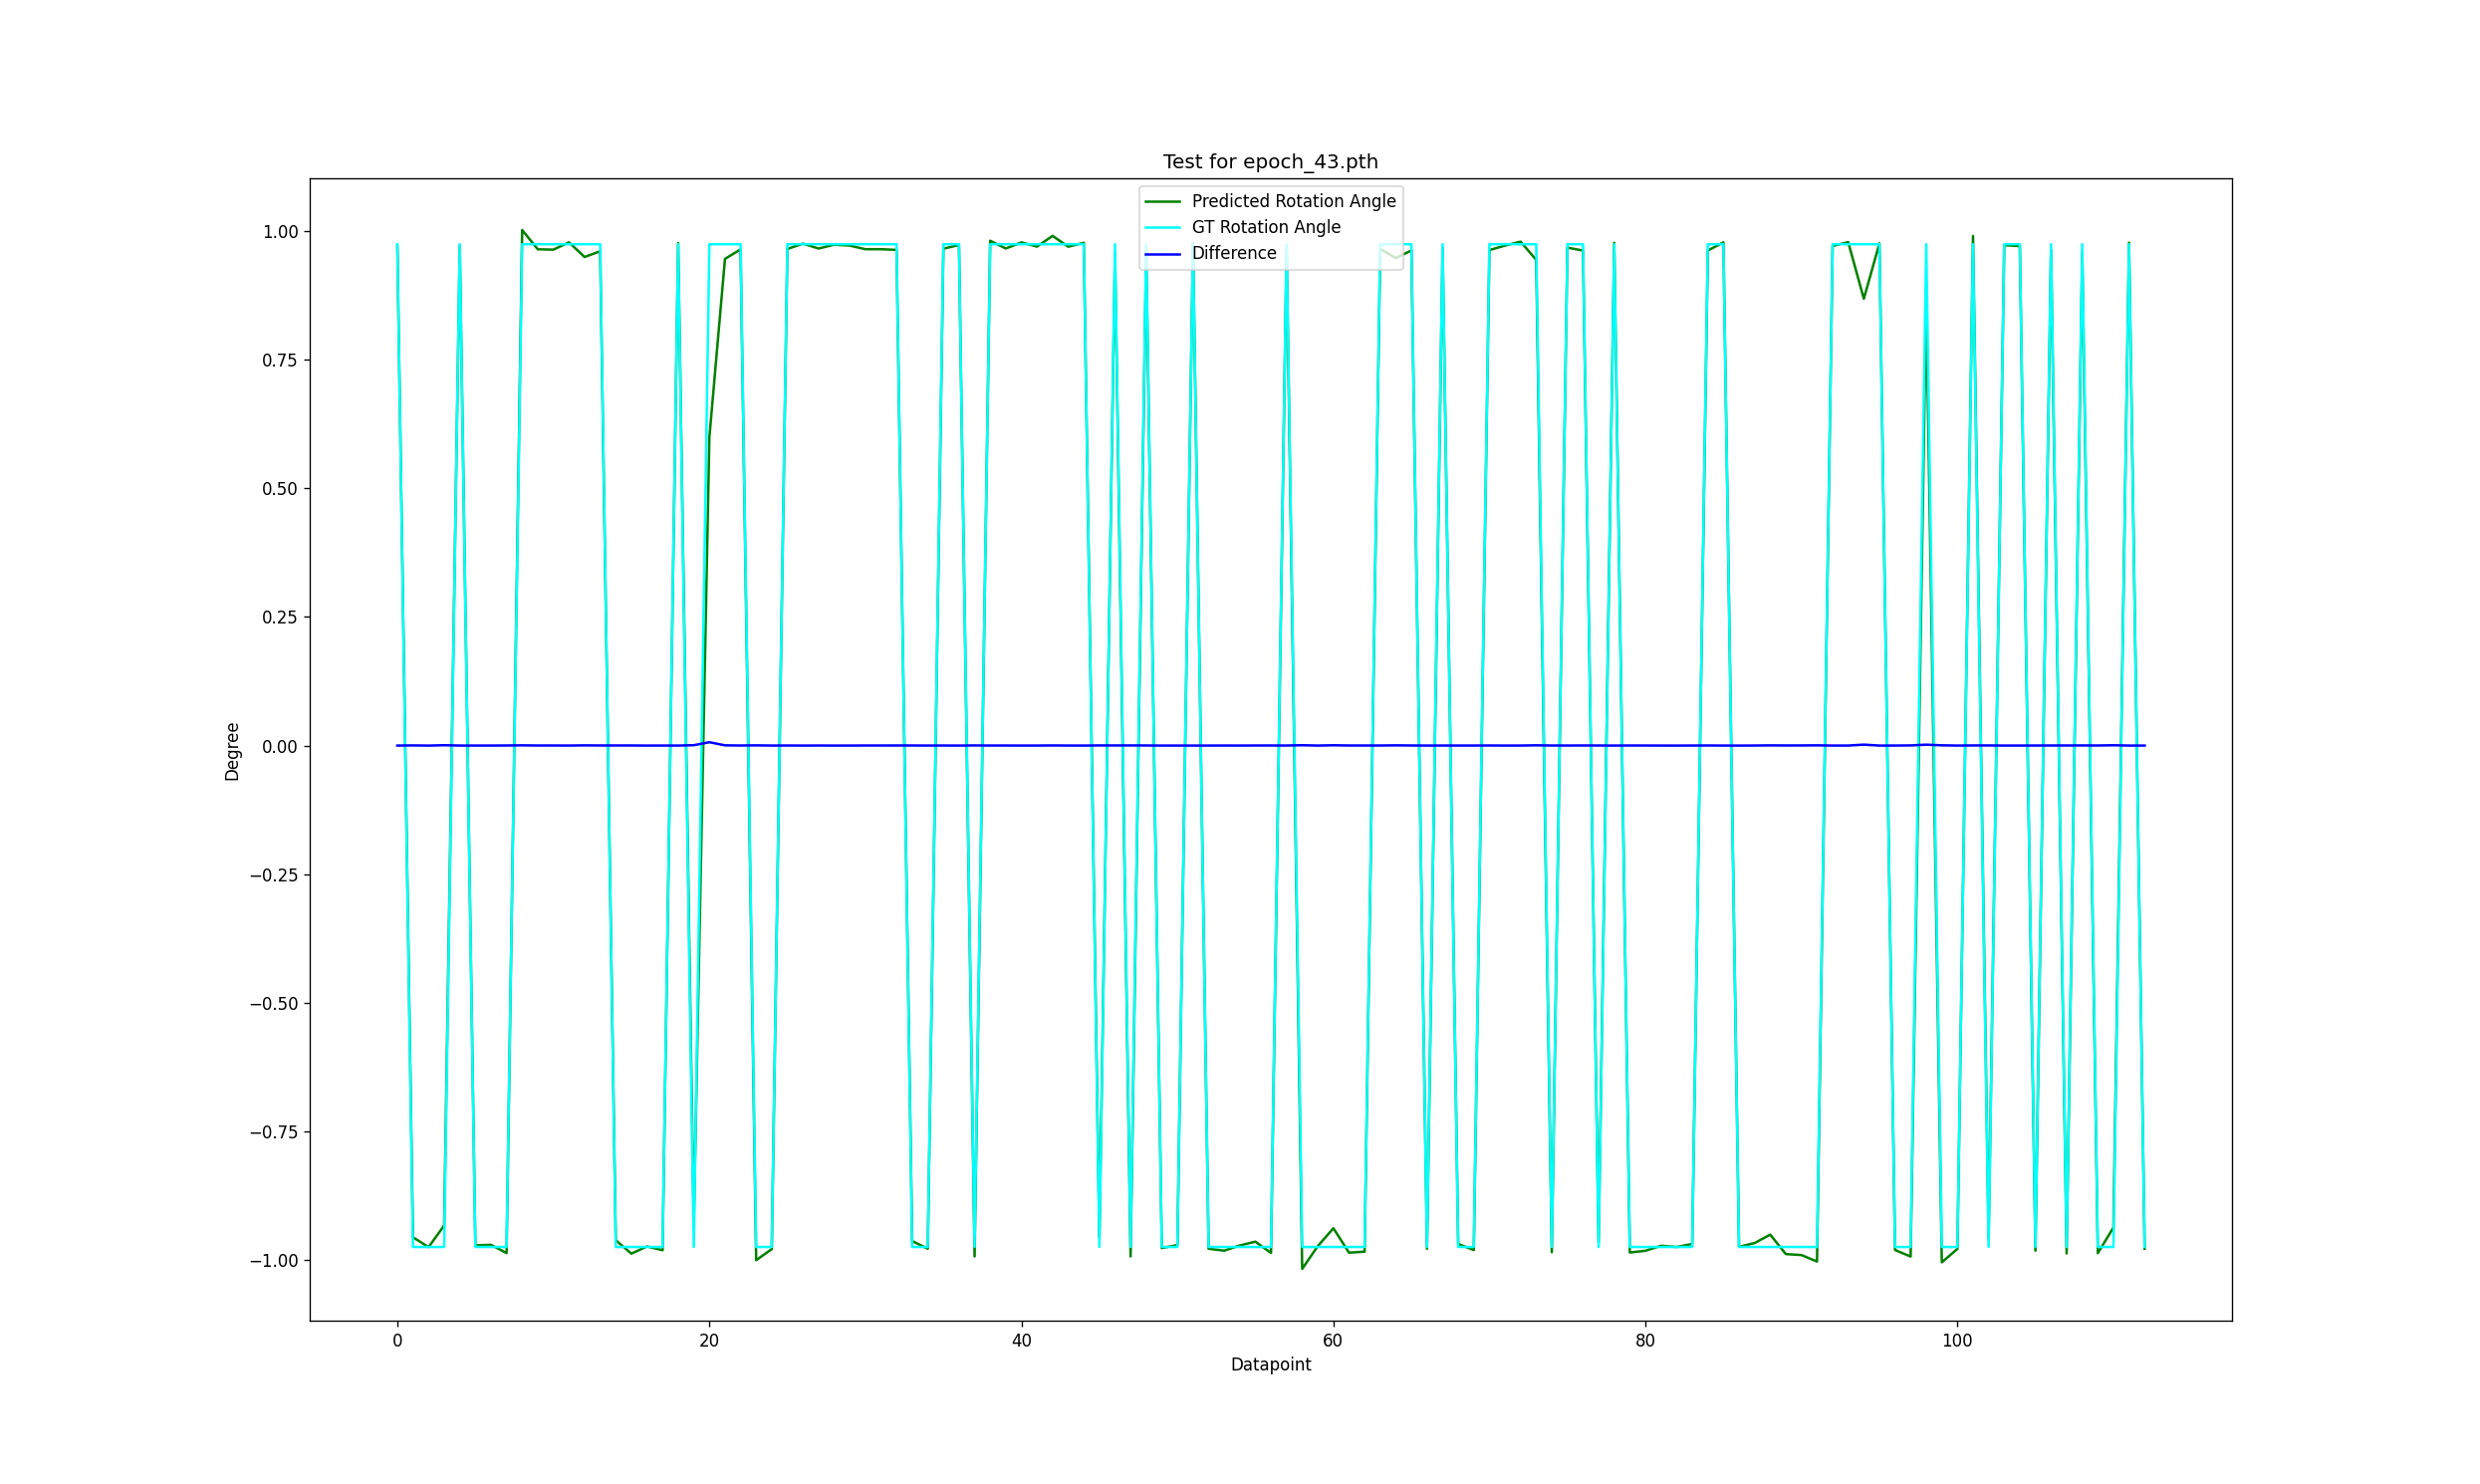 Test for epoch_43.pth
Predicted Rotation Angle
GT Rotation Angle
Difference
1.00
0.75
0.50
0.25
0.00
−0.25
−0.50
−0.75
−1.00
Degree
0 20 40 60 80 100
Datapoint